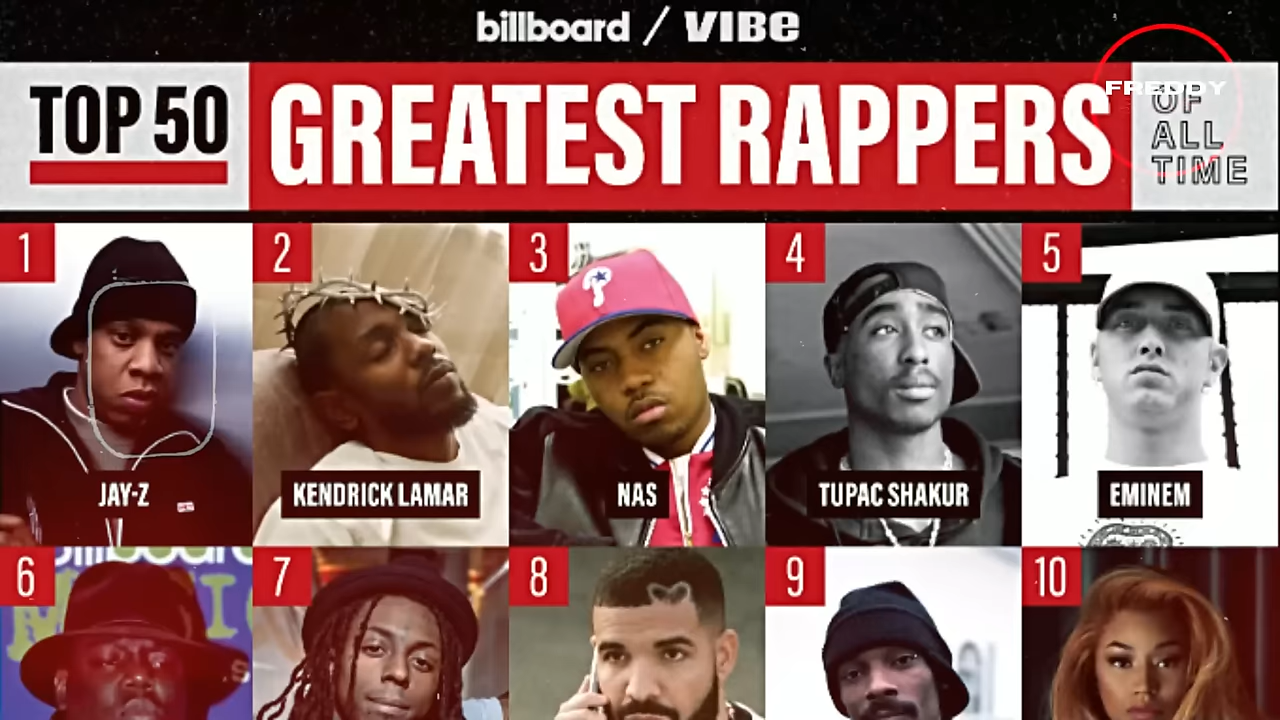 billboard / VIBE
TOP 50
GREATEST RAPPERS
OF
ALL
TIME
FREDDY
1
2
3
4
5
JAY-Z
KENDRICK LAMAR
NAS
TUPAC SHAKUR
EMINEM
6
7
8
9
10
billboard